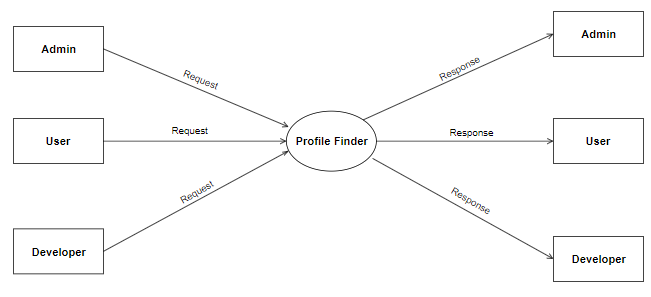 Admin
Request
Response
Admin
User
Request
Profile Finder
Response
User
Developer
Request
Response
Developer